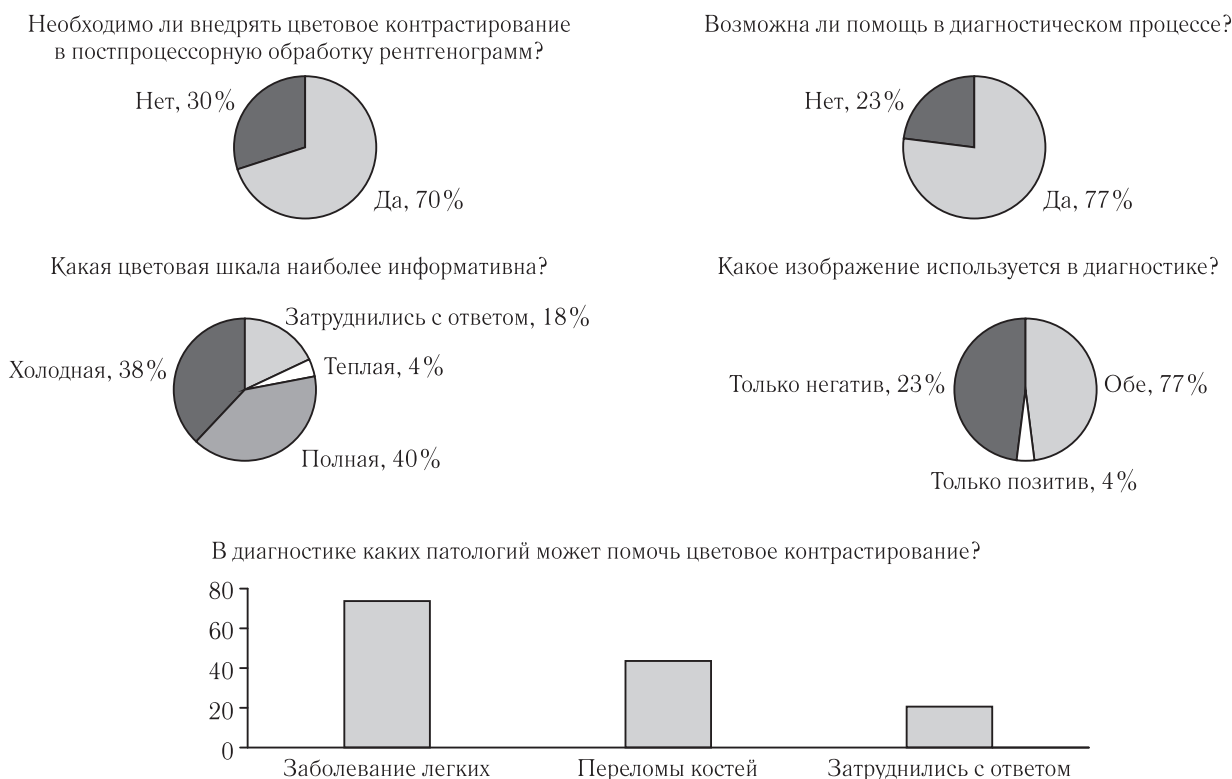 Необходимо ли внедрять цветовое контрастирование
в постпроцессорную обработку рентгенограмм?
Нет, 30%
Да, 70%
Возможна ли помощь в диагностическом процессе?
Нет, 23%
Да, 77%
Какая цветовая шкала наиболее информативна?
Затруднились с ответом, 18%
Холодная, 38%
Теплая, 4%
Полная, 40%
Какое изображение используется в диагностике?
Только негатив, 23%
Обе, 77%
Только позитив, 4%
В диагностике каких патологий может помочь цветовое контрастирование?
80
60
40
20
0
Заболевание легких
Переломы костей
Затруднились с ответом